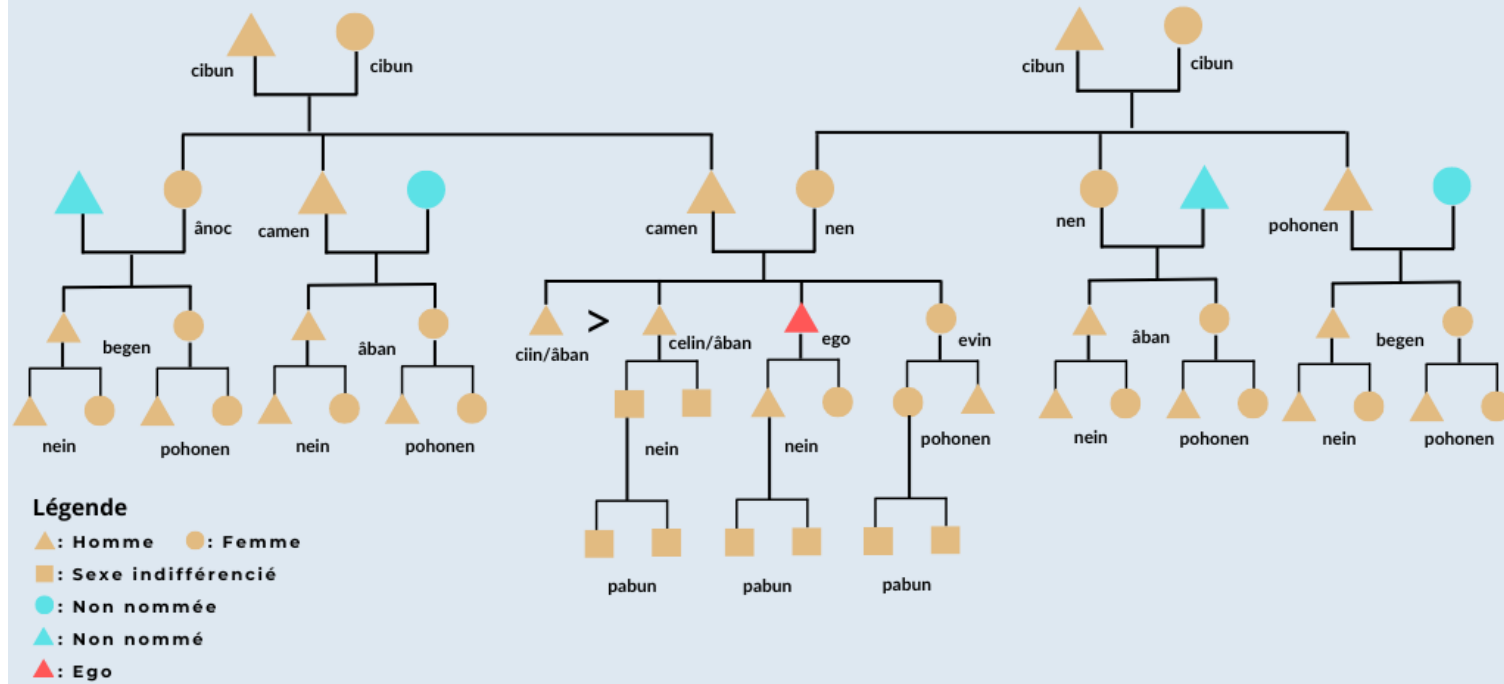 cibun cibun cibun cibun
ânoc camen camen nen nen pohonen
begen âban ciin/âban > celin/âban ego evin âban begen
nein pohonen nein pohonen nein nein pohonen nein pohonen nein pohonen
pabun pabun pabun
Légende
: Homme : Femme
: Sexe indifférencié
: Non nommée
: Non nommé
: Ego